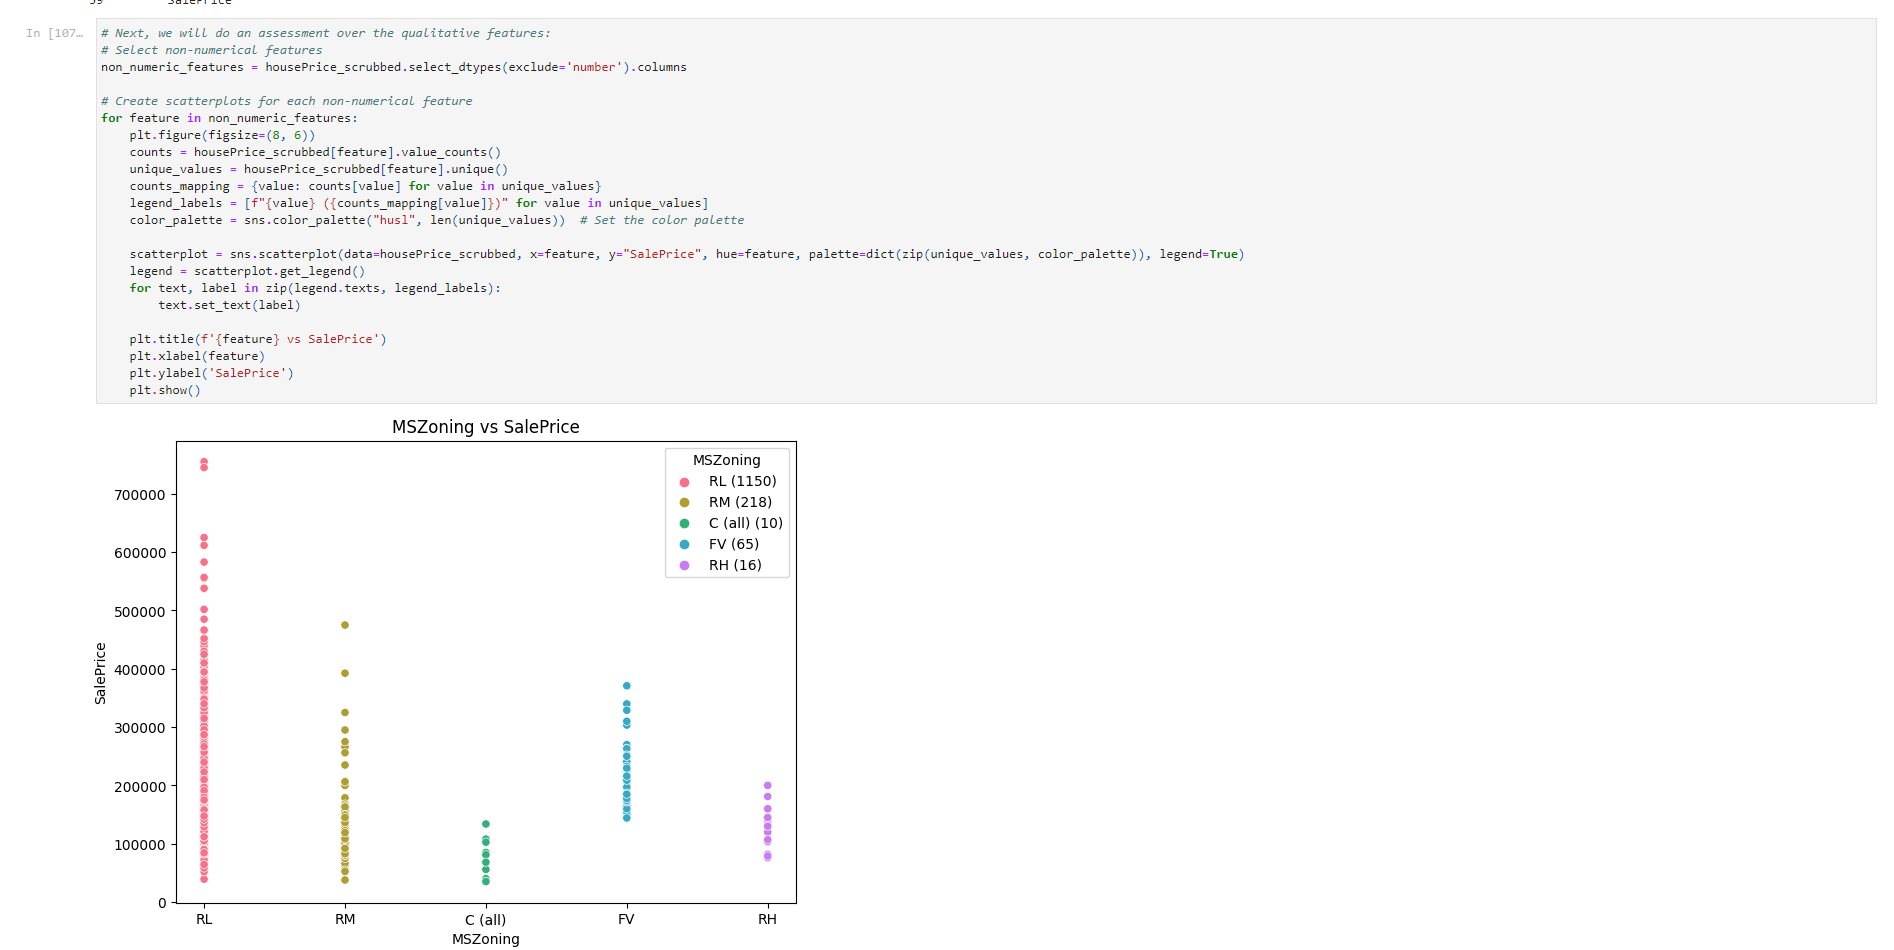 59 SalePrice
In [107…
# Next, we will do an assessment over the qualitative features:
# Select non-numerical features
non_numeric_features = housePrice_scrubbed.select_dtypes(exclude='number').columns
# Create scatterplots for each non-numerical feature
for feature in non_numeric_features:
    plt.figure(figsize=(8, 6))
    counts = housePrice_scrubbed[feature].value_counts()
    unique_values = housePrice_scrubbed[feature].unique()
    counts_mapping = {value: counts[value] for value in unique_values}
    legend_labels = [f"{value} ({counts_mapping[value]})" for value in unique_values]
    color_palette = sns.color_palette("husl", len(unique_values))  # Set the color palette
    scatterplot = sns.scatterplot(data=housePrice_scrubbed, x=feature, y="SalePrice", hue=feature, palette=dict(zip(unique_values, color_palette)), legend=True)
    legend = scatterplot.get_legend()
    for text, label in zip(legend.texts, legend_labels):
        text.set_text(label)
    plt.title(f'{feature} vs SalePrice')
    plt.xlabel(feature)
    plt.ylabel('SalePrice')
    plt.show()
MSZoning vs SalePrice
MSZoning
RL (1150)
RM (218)
C (all) (10)
FV (65)
RH (16)
SalePrice
700000
600000
500000
400000
300000
200000
100000
0
RL RM C (all) FV RH
MSZoning